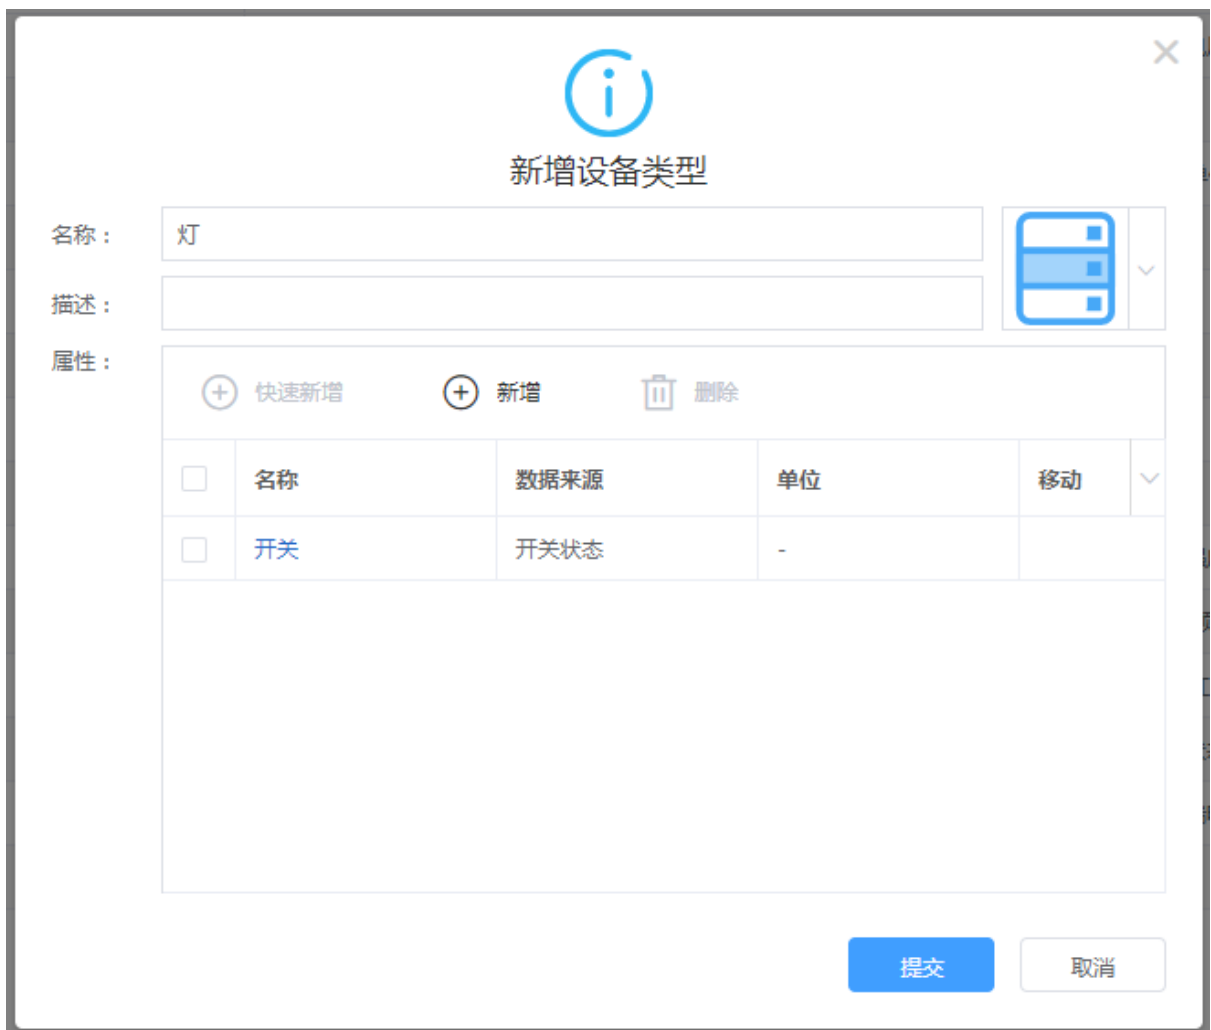 新增设备类型
名称：
灯
描述：
属性：
快速新增 新增 删除
名称 数据来源 单位 移动
开关 开关状态 -
提交 取消